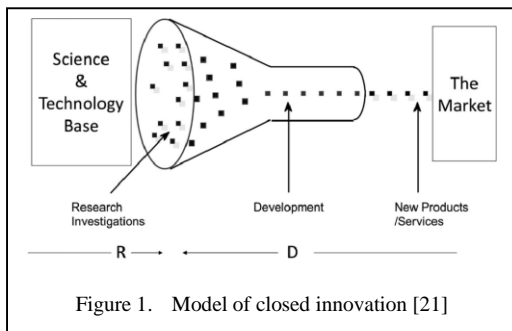 Science
&
Technology
Base
The
Market
Research
Investigations
Development
New Products
/Services
R
D
Figure 1. Model of closed innovation [21]